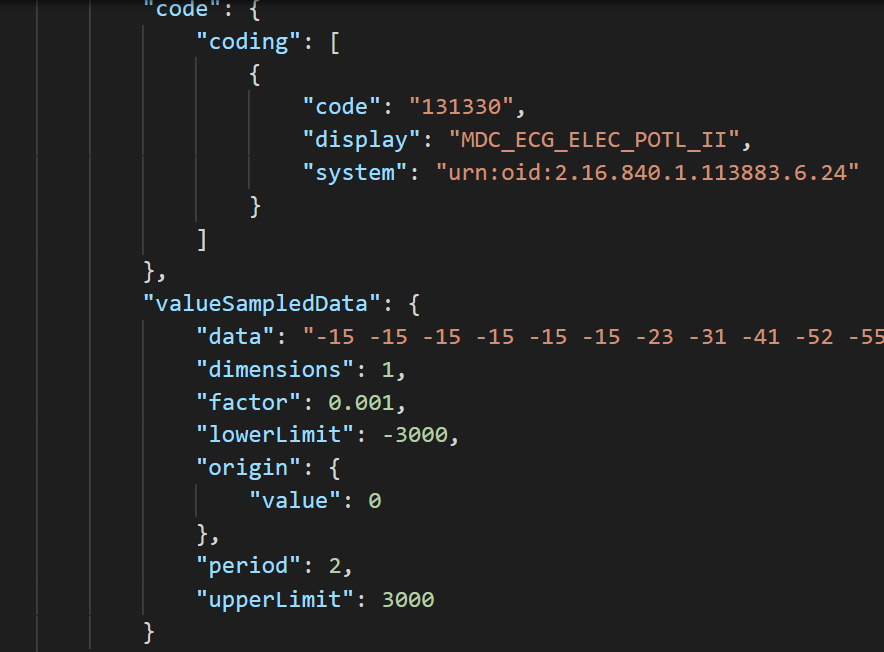 "code": {
"coding": [
{
"code": "131330",
"display": "MDC_ECG_ELEC_POTL_II",
"system": "urn:oid:2.16.840.1.113883.6.24"
}
]
},
"valueSampledData": {
"data": "-15 -15 -15 -15 -15 -15 -23 -31 -41 -52 -55
"dimensions": 1,
"factor": 0.001,
"lowerLimit": -3000,
"origin": {
"value": 0
},
"period": 2,
"upperLimit": 3000
}